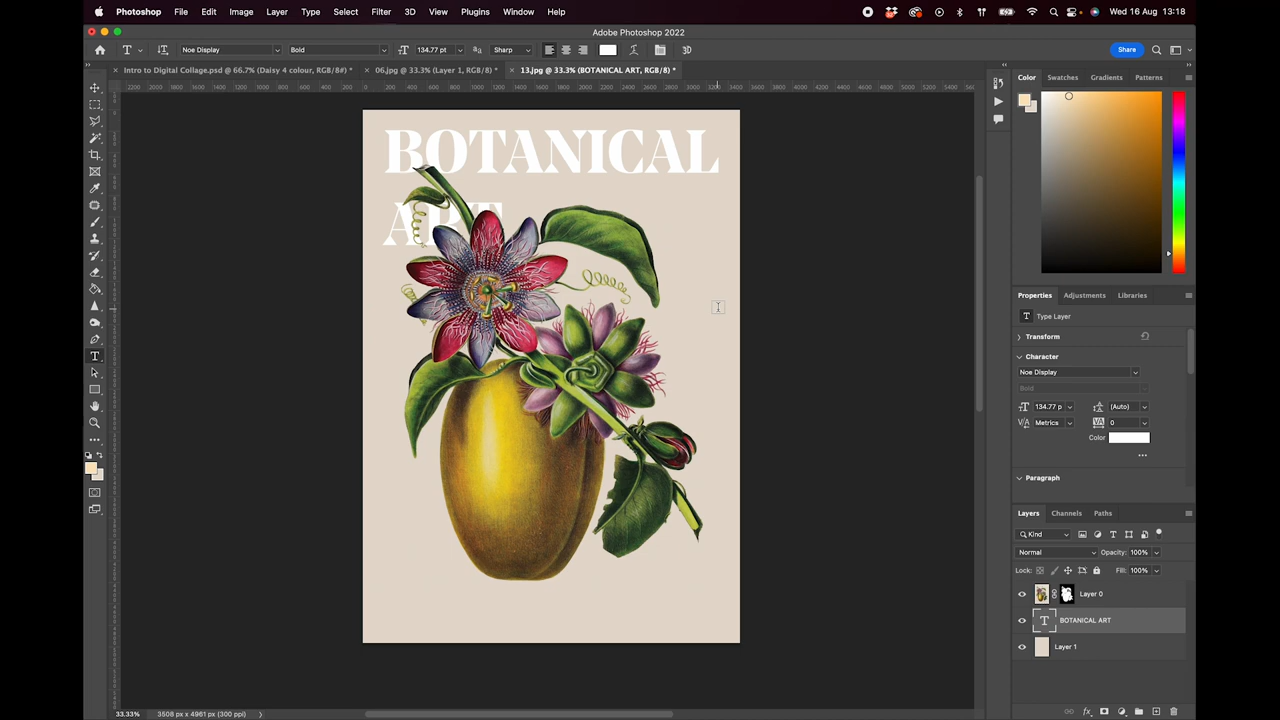 Photoshop File Edit Image Layer Type Select Filter 3D View Plugins Window Help Wed 16 Aug 13:18
Adobe Photoshop 2022
Noe Display Bold 134.77 pt Sharp 3D Share
Intro to Digital Collage.psd @ 66.7% (Daisy 4 colour, RGB/8#) * 06.jpg @ 33.3% (Layer 1, RGB/8) * 13.jpg @ 33.3% (BOTANICAL ART, RGB/8) *
Color Swatches Gradients Patterns
BOTANICAL
ART
Properties Adjustments Libraries
Type Layer
Transform
Character
Noe Display
Bold
134.77 p (Auto)
Metrics 0
Color
Paragraph
Layers Channels Paths
Kind
Normal Opacity: 100%
Lock: Fill: 100%
Layer 0
BOTANICAL ART
Layer 1
33.33% 3508 px x 4961 px (300 ppi)